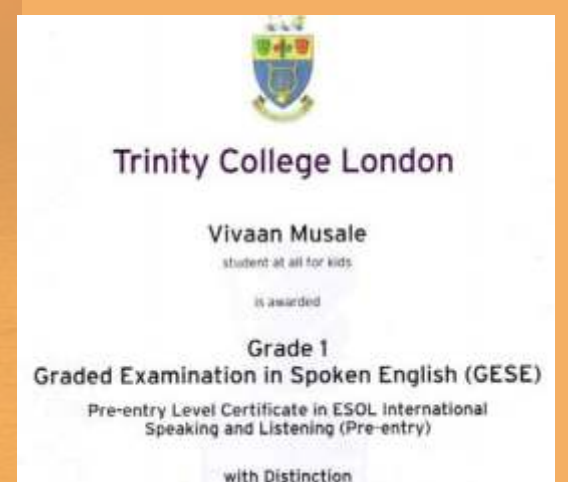 Trinity College London
Vivaan Musale
student at all for kids
is awarded
Grade 1
Graded Examination in Spoken English (GESE)
Pre-entry Level Certificate in ESOL International
Speaking and Listening (Pre-entry)
with Distinction